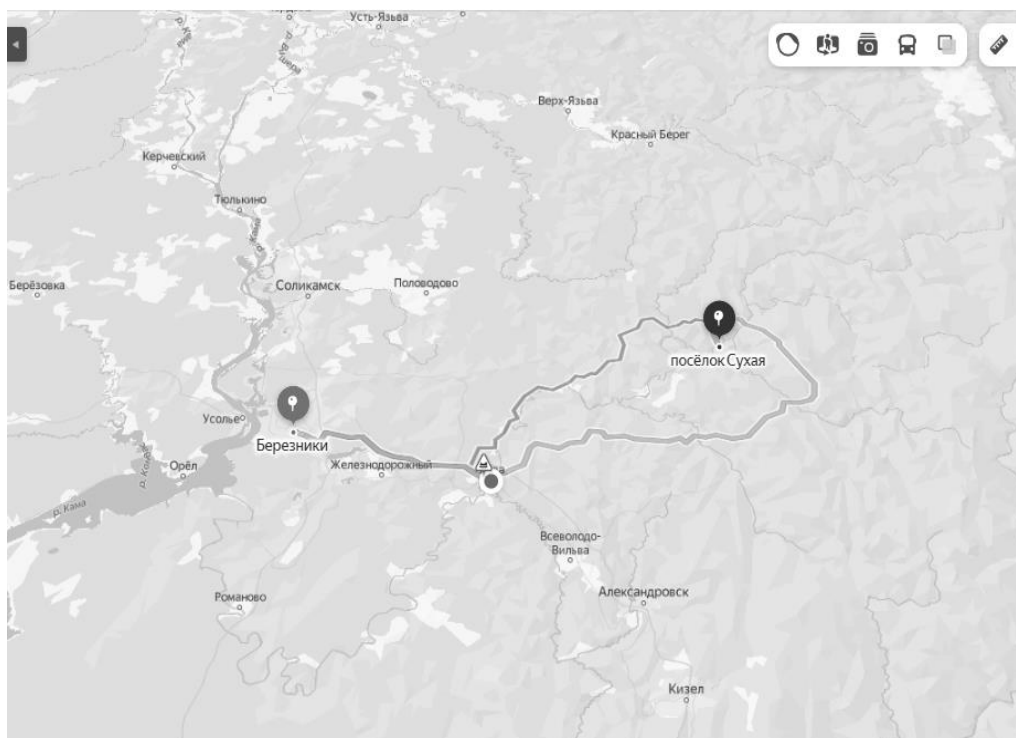 Усть-Язьва
р. Вишера
Верх-Язьва
Красный Берег
Керчевский
Тюлькино
Кама
Берёзовка
Соликамск
Половодово
посёлок Сухая
Усолье
Березники
Железнодорожный
Орёл
р. Кама
Всеволодо-
Вильва
Александровск
Романово
Кизел